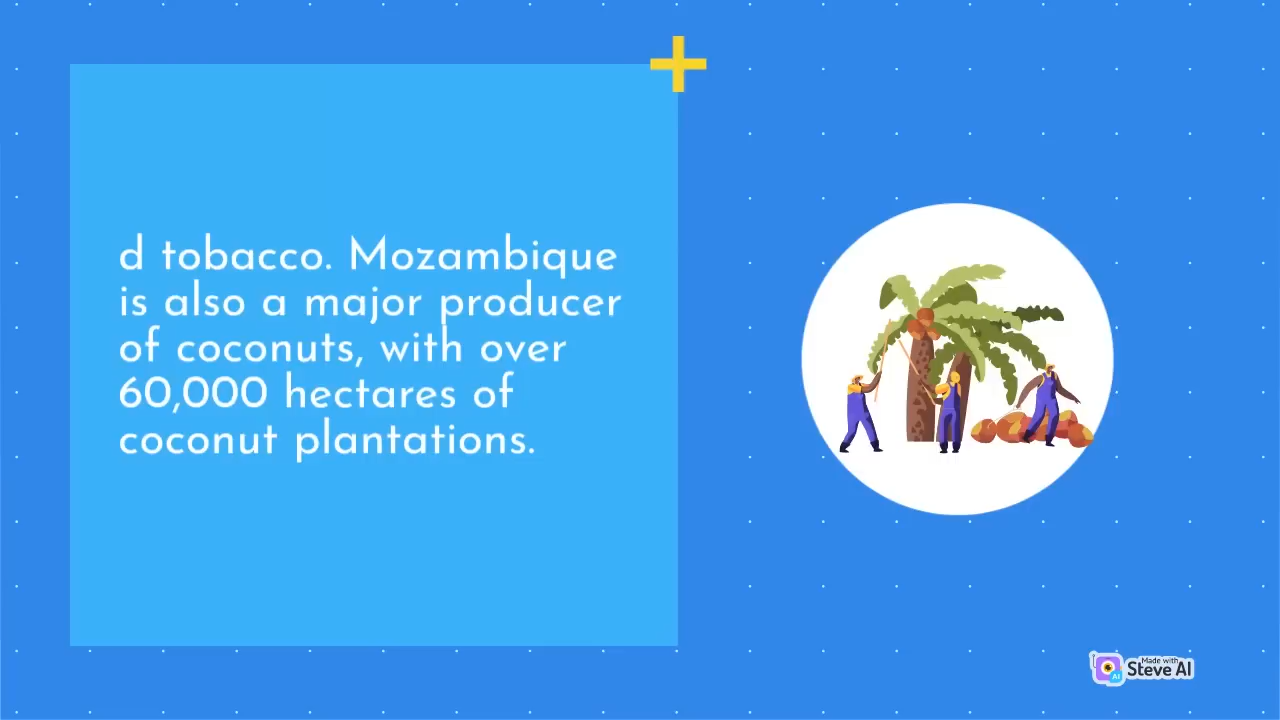 d tobacco. Mozambique
is also a major producer
of coconuts, with over
60,000 hectares of
coconut plantations.
Made with
Steve AI
AI